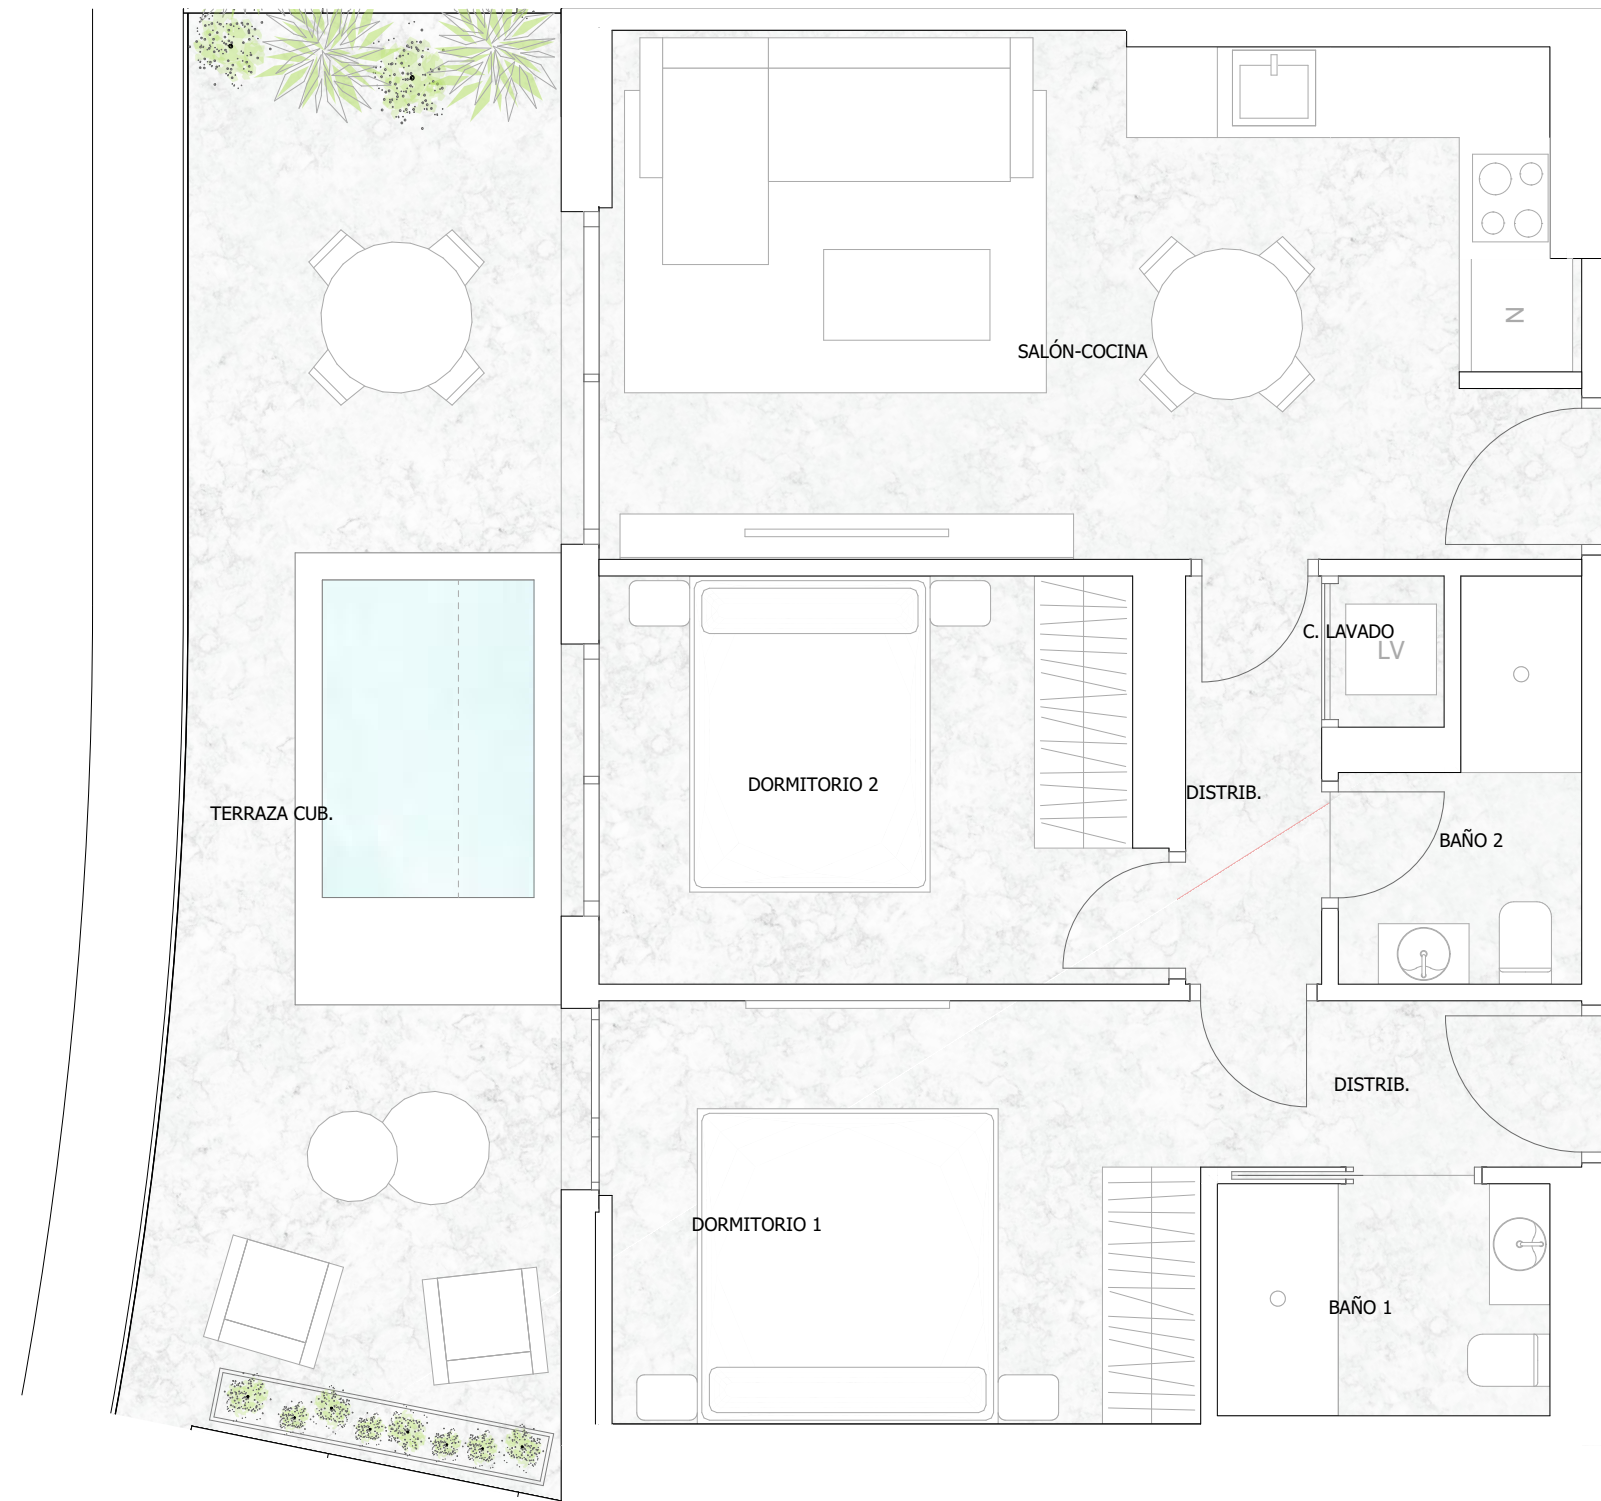 SALÓN-COCINA
N
C. LAVADO
LV
DORMITORIO 2
DISTRIB.
TERRAZA CUB.
BAÑO 2
DISTRIB.
DORMITORIO 1
BAÑO 1